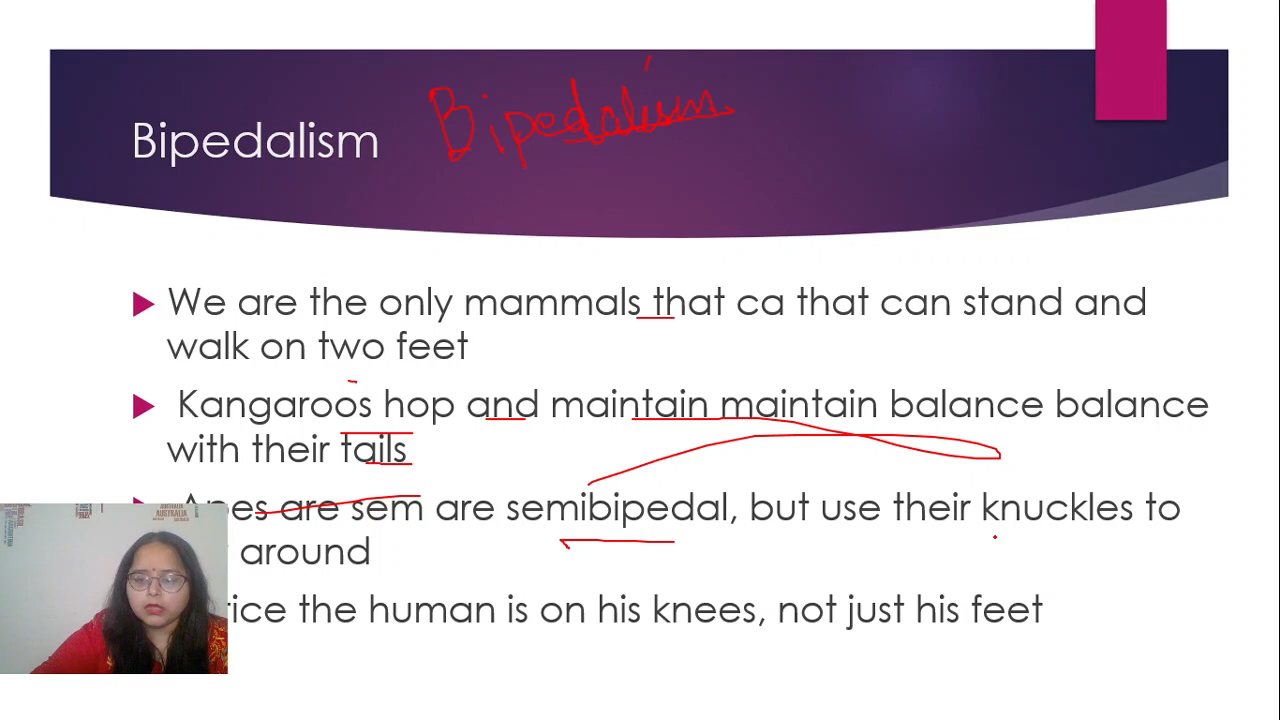 Bipedalism
Bipedalism
We are the only mammals that ca that can stand and
walk on two feet
Kangaroos hop and maintain maintain balance balance
with their tails
Apes are sem are semibipedal, but use their knuckles to
around
the human is on his knees, not just his feet
AUSTRALIA